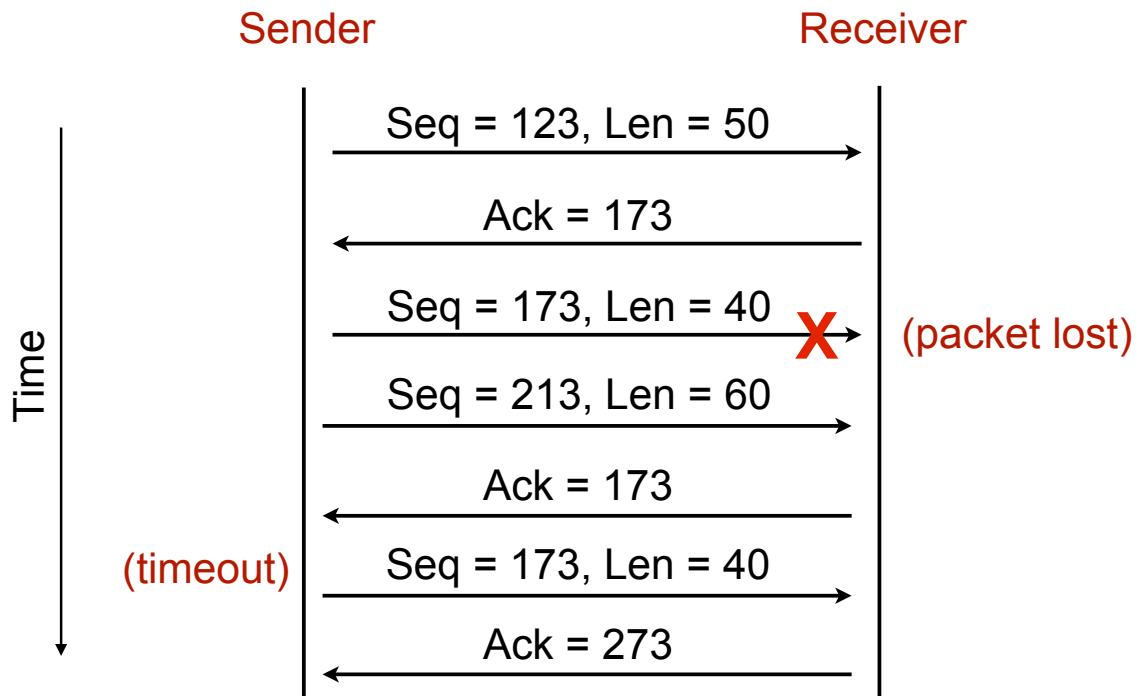 Sender
Receiver
Seq = 123, Len = 50
Ack = 173
Seq = 173, Len = 40
X
(packet lost)
Time
Seq = 213, Len = 60
Ack = 173
(timeout)
Seq = 173, Len = 40
Ack = 273